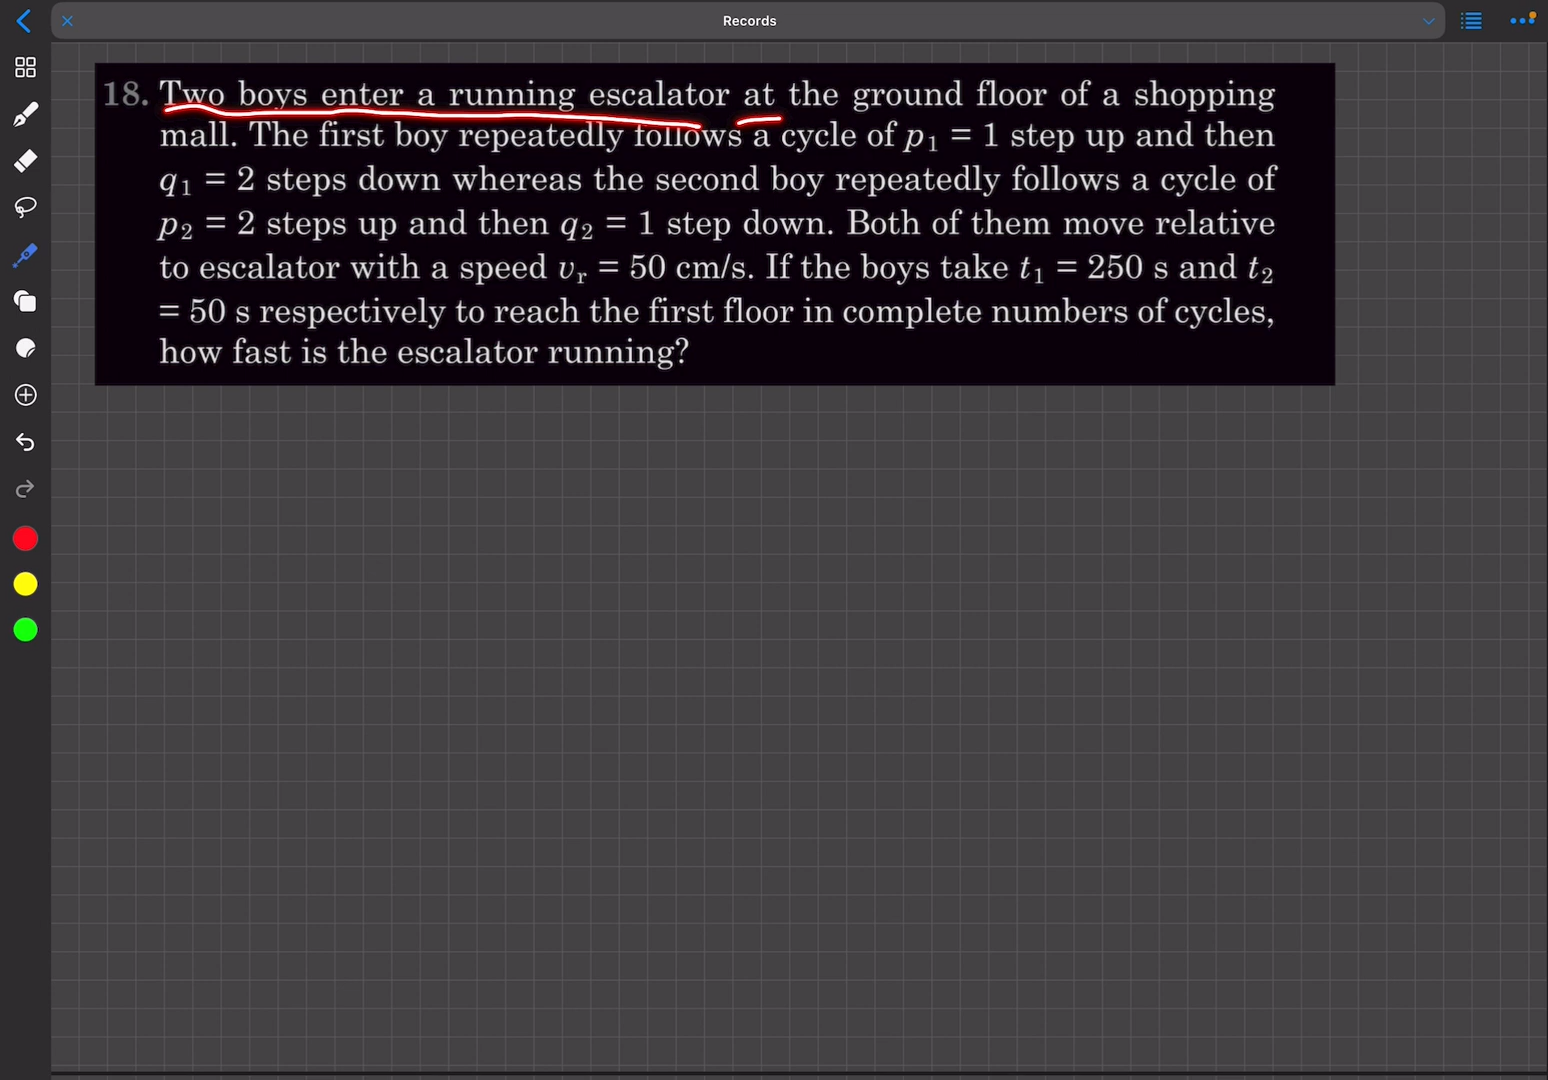 Records
18. Two boys enter a running escalator at the ground floor of a shopping
mall. The first boy repeatedly follows a cycle of p₁ = 1 step up and then
q₁ = 2 steps down whereas the second boy repeatedly follows a cycle of
p₂ = 2 steps up and then q₂ = 1 step down. Both of them move relative
to escalator with a speed vᵣ = 50 cm/s. If the boys take t₁ = 250 s and t₂
= 50 s respectively to reach the first floor in complete numbers of cycles,
how fast is the escalator running?